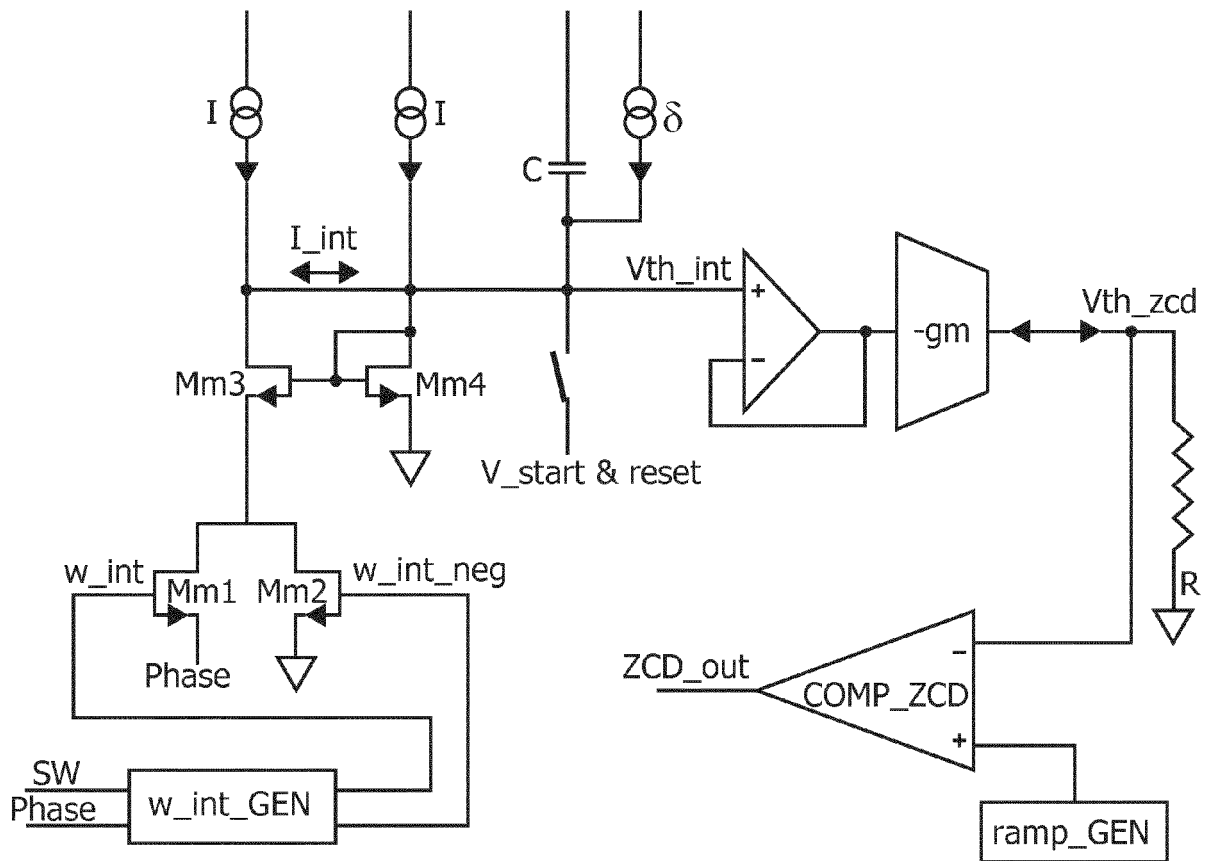 I
I
C
δ
I_int
Vth_int
+
−
-gm
Vth_zcd
Mm3
Mm4
V_start & reset
w_int
Mm1
Mm2
w_int_neg
Phase
R
ZCD_out
−
COMP_ZCD
+
SW
Phase
w_int_GEN
ramp_GEN